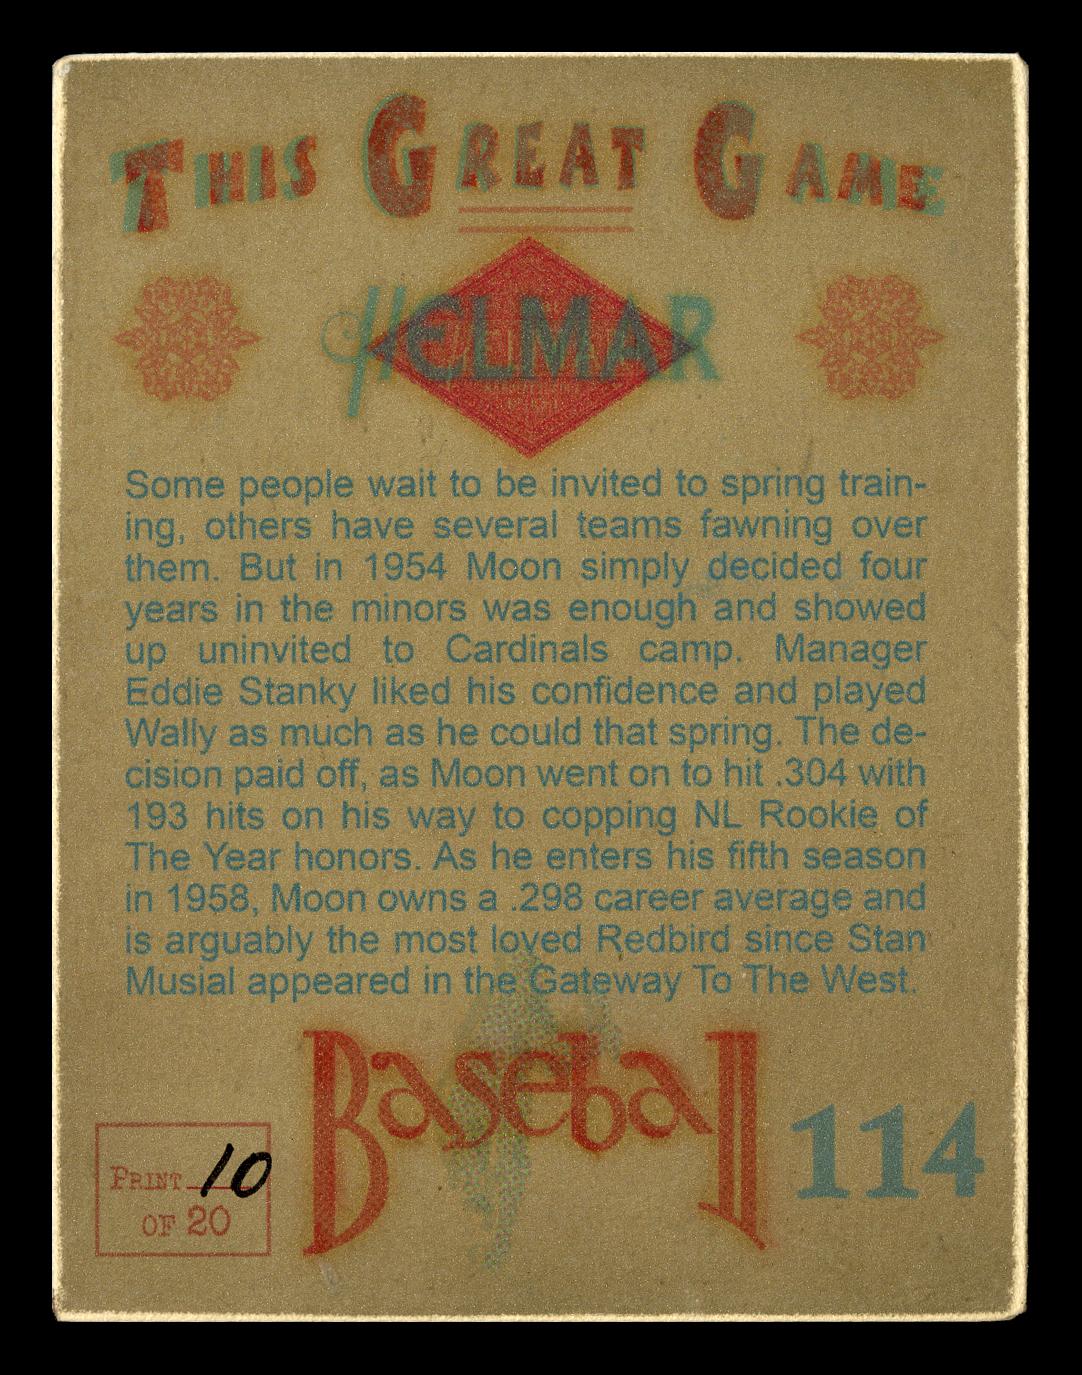 THIS GREAT GAME
HELMAR
Some people wait to be invited to spring train-
ing, others have several teams fawning over
them. But in 1954 Moon simply decided four
years in the minors was enough and showed
up uninvited to Cardinals camp. Manager
Eddie Stanky liked his confidence and played
Wally as much as he could that spring. The de-
cision paid off, as Moon went on to hit .304 with
193 hits on his way to copping NL Rookie of
The Year honors. As he enters his fifth season
in 1958, Moon owns a .298 career average and
is arguably the most loved Redbird since Stan
Musial appeared in the Gateway To The West.
Baseball
114
PRINT 10
OF 20